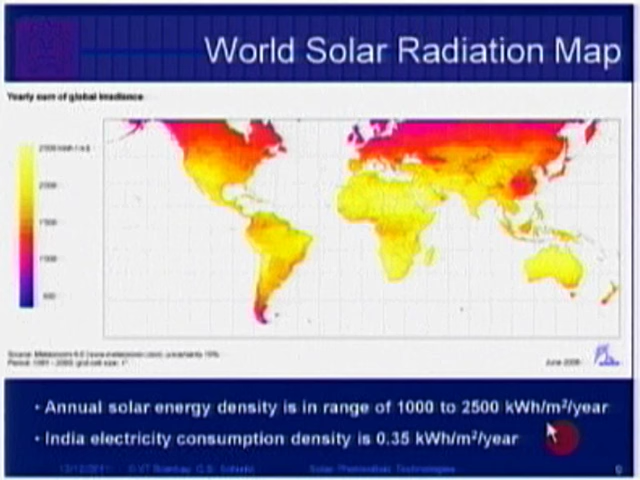 World Solar Radiation Map
Yearly sum of global irradiance
2000
1500
1000
500
June 2006
• Annual solar energy density is in range of 1000 to 2500 kWh/m²/year
• India electricity consumption density is 0.35 kWh/m²/year
Solar Photovoltaic Technologies